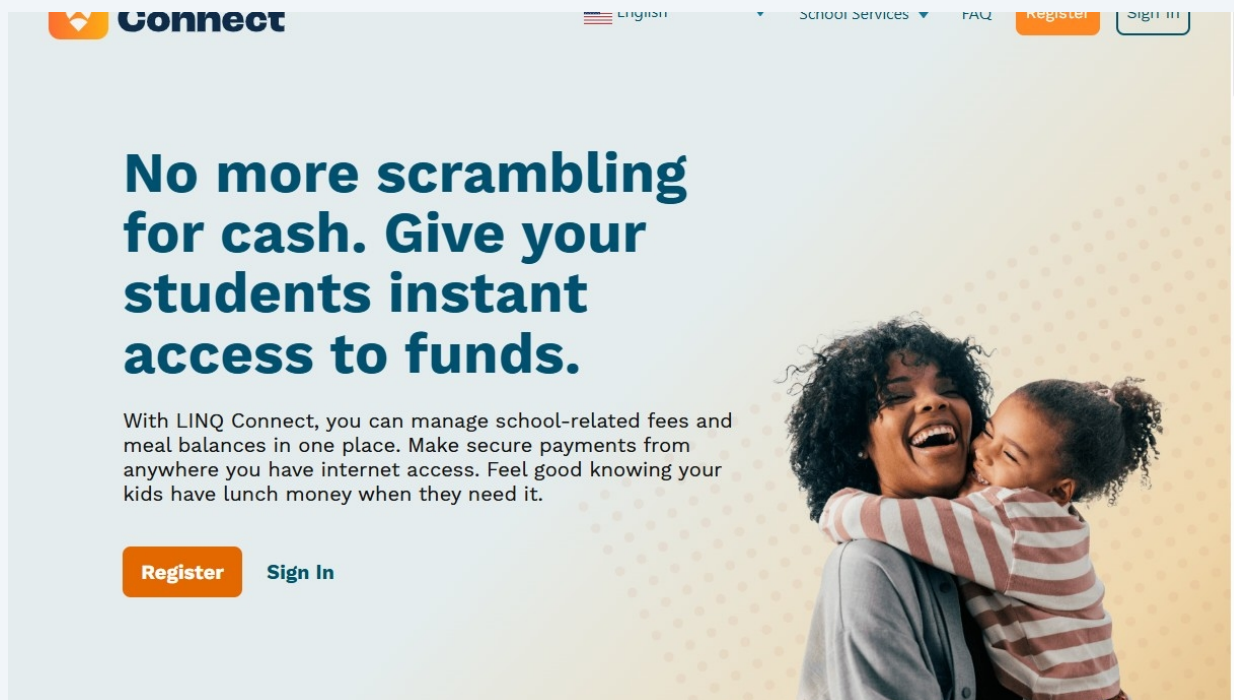 Connect
English
School Services
FAQ
Register
Sign In
No more scrambling
for cash. Give your
students instant
access to funds.
With LINQ Connect, you can manage school-related fees and
meal balances in one place. Make secure payments from
anywhere you have internet access. Feel good knowing your
kids have lunch money when they need it.
Register
Sign In